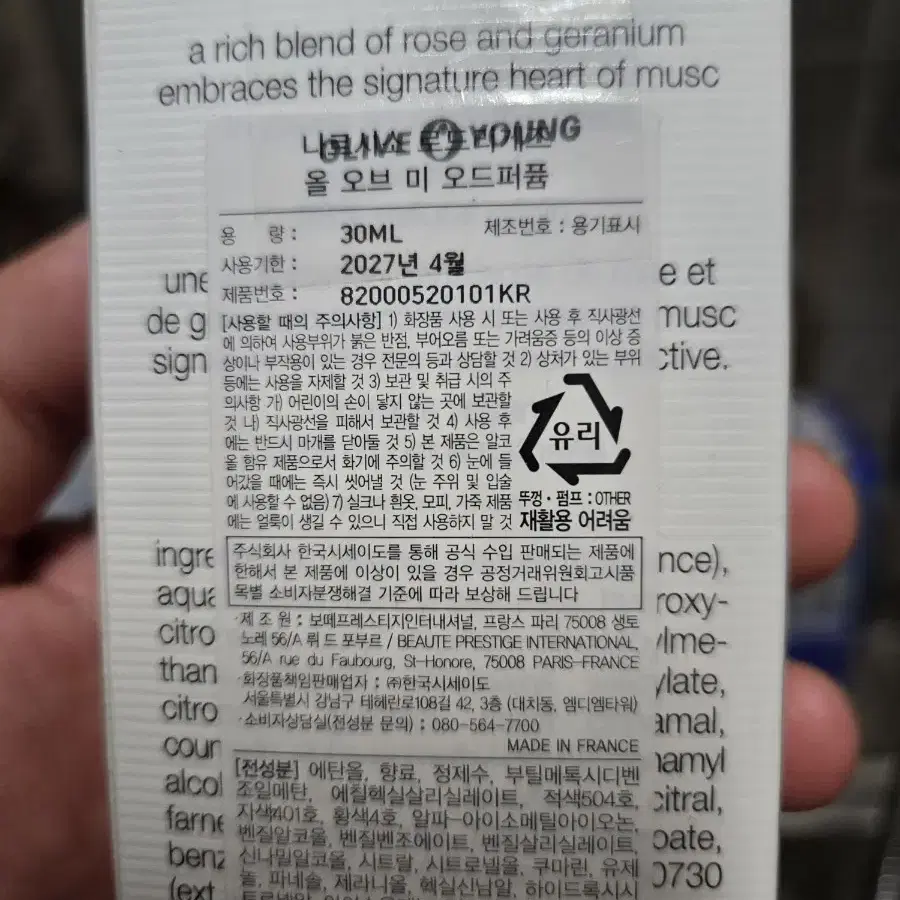 a rich blend of rose and geranium
embraces the signature heart of musc
OLIVE YOUNG
올 오브 미 오드퍼퓸
용 량 : 30ML 제조번호 : 용기표시
사용기한 : 2027년 4월
제품번호 : 82000520101KR
une e et
de g musc
sign ctive.
[사용할 때의 주의사항] 1) 화장품 사용 시 또는 사용 후 직사광선
에 의하여 사용부위가 붉은 반점, 부어오름 또는 가려움증 등의 이상 증
상이나 부작용이 있는 경우 전문의 등과 상담할 것 2) 상처가 있는 부위
등에는 사용을 자제할 것 3) 보관 및 취급 시의 주
의사항 가) 어린이의 손이 닿지 않는 곳에 보관할
것 나) 직사광선을 피해서 보관할 것 4) 사용 후
에는 반드시 마개를 닫아둘 것 5) 본 제품은 알코
올 함유 제품으로서 화기에 주의할 것 6) 눈에 들
어갔을 때에는 즉시 씻어낼 것 (눈 주위 및 입술
에 사용할 수 없음) 7) 실크나 흰옷, 모피, 가죽 제품
에는 얼룩이 생길 수 있으니 직접 사용하지 말 것
유리
뚜껑·펌프 : OTHER
재활용 어려움
주식회사 한국시세이도를 통해 공식 수입 판매되는 제품에
한해서 본 제품에 이상이 있을 경우 공정거래위원회고시품
목별 소비자분쟁해결 기준에 따라 보상해 드립니다
·제 조 원 : 보떼프레스티지인터내셔널, 프랑스 파리 75008 생토
노레 56/A 뤼 드 포부르 / BEAUTE PRESTIGE INTERNATIONAL,
56/A rue du Faubourg, St-Honore, 75008 PARIS-FRANCE
·화장품책임판매업자 : ㈜한국시세이도
서울특별시 강남구 테헤란로108길 42, 3층 (대치동, 엠디엠타워)
·소비자상담실(전성분 문의) : 080-564-7700
MADE IN FRANCE
ingre nce),
aqua roxy-
citro ylme-
than ylate,
citro amal,
cour namyl
alcol citral,
farne oate,
benz 0730
(ext
[전성분] 에탄올, 향료, 정제수, 부틸메톡시디벤
조일메탄, 에칠헥실살리실레이트, 적색504호,
자색401호, 황색4호, 알파-아이소메틸아이오논,
벤질알코올, 벤질벤조에이트, 벤질살리실레이트,
신나밀알코올, 시트랄, 시트로넬올, 쿠마린, 유제
놀, 파네솔, 제라니올, 헥실신남알, 하이드록시시